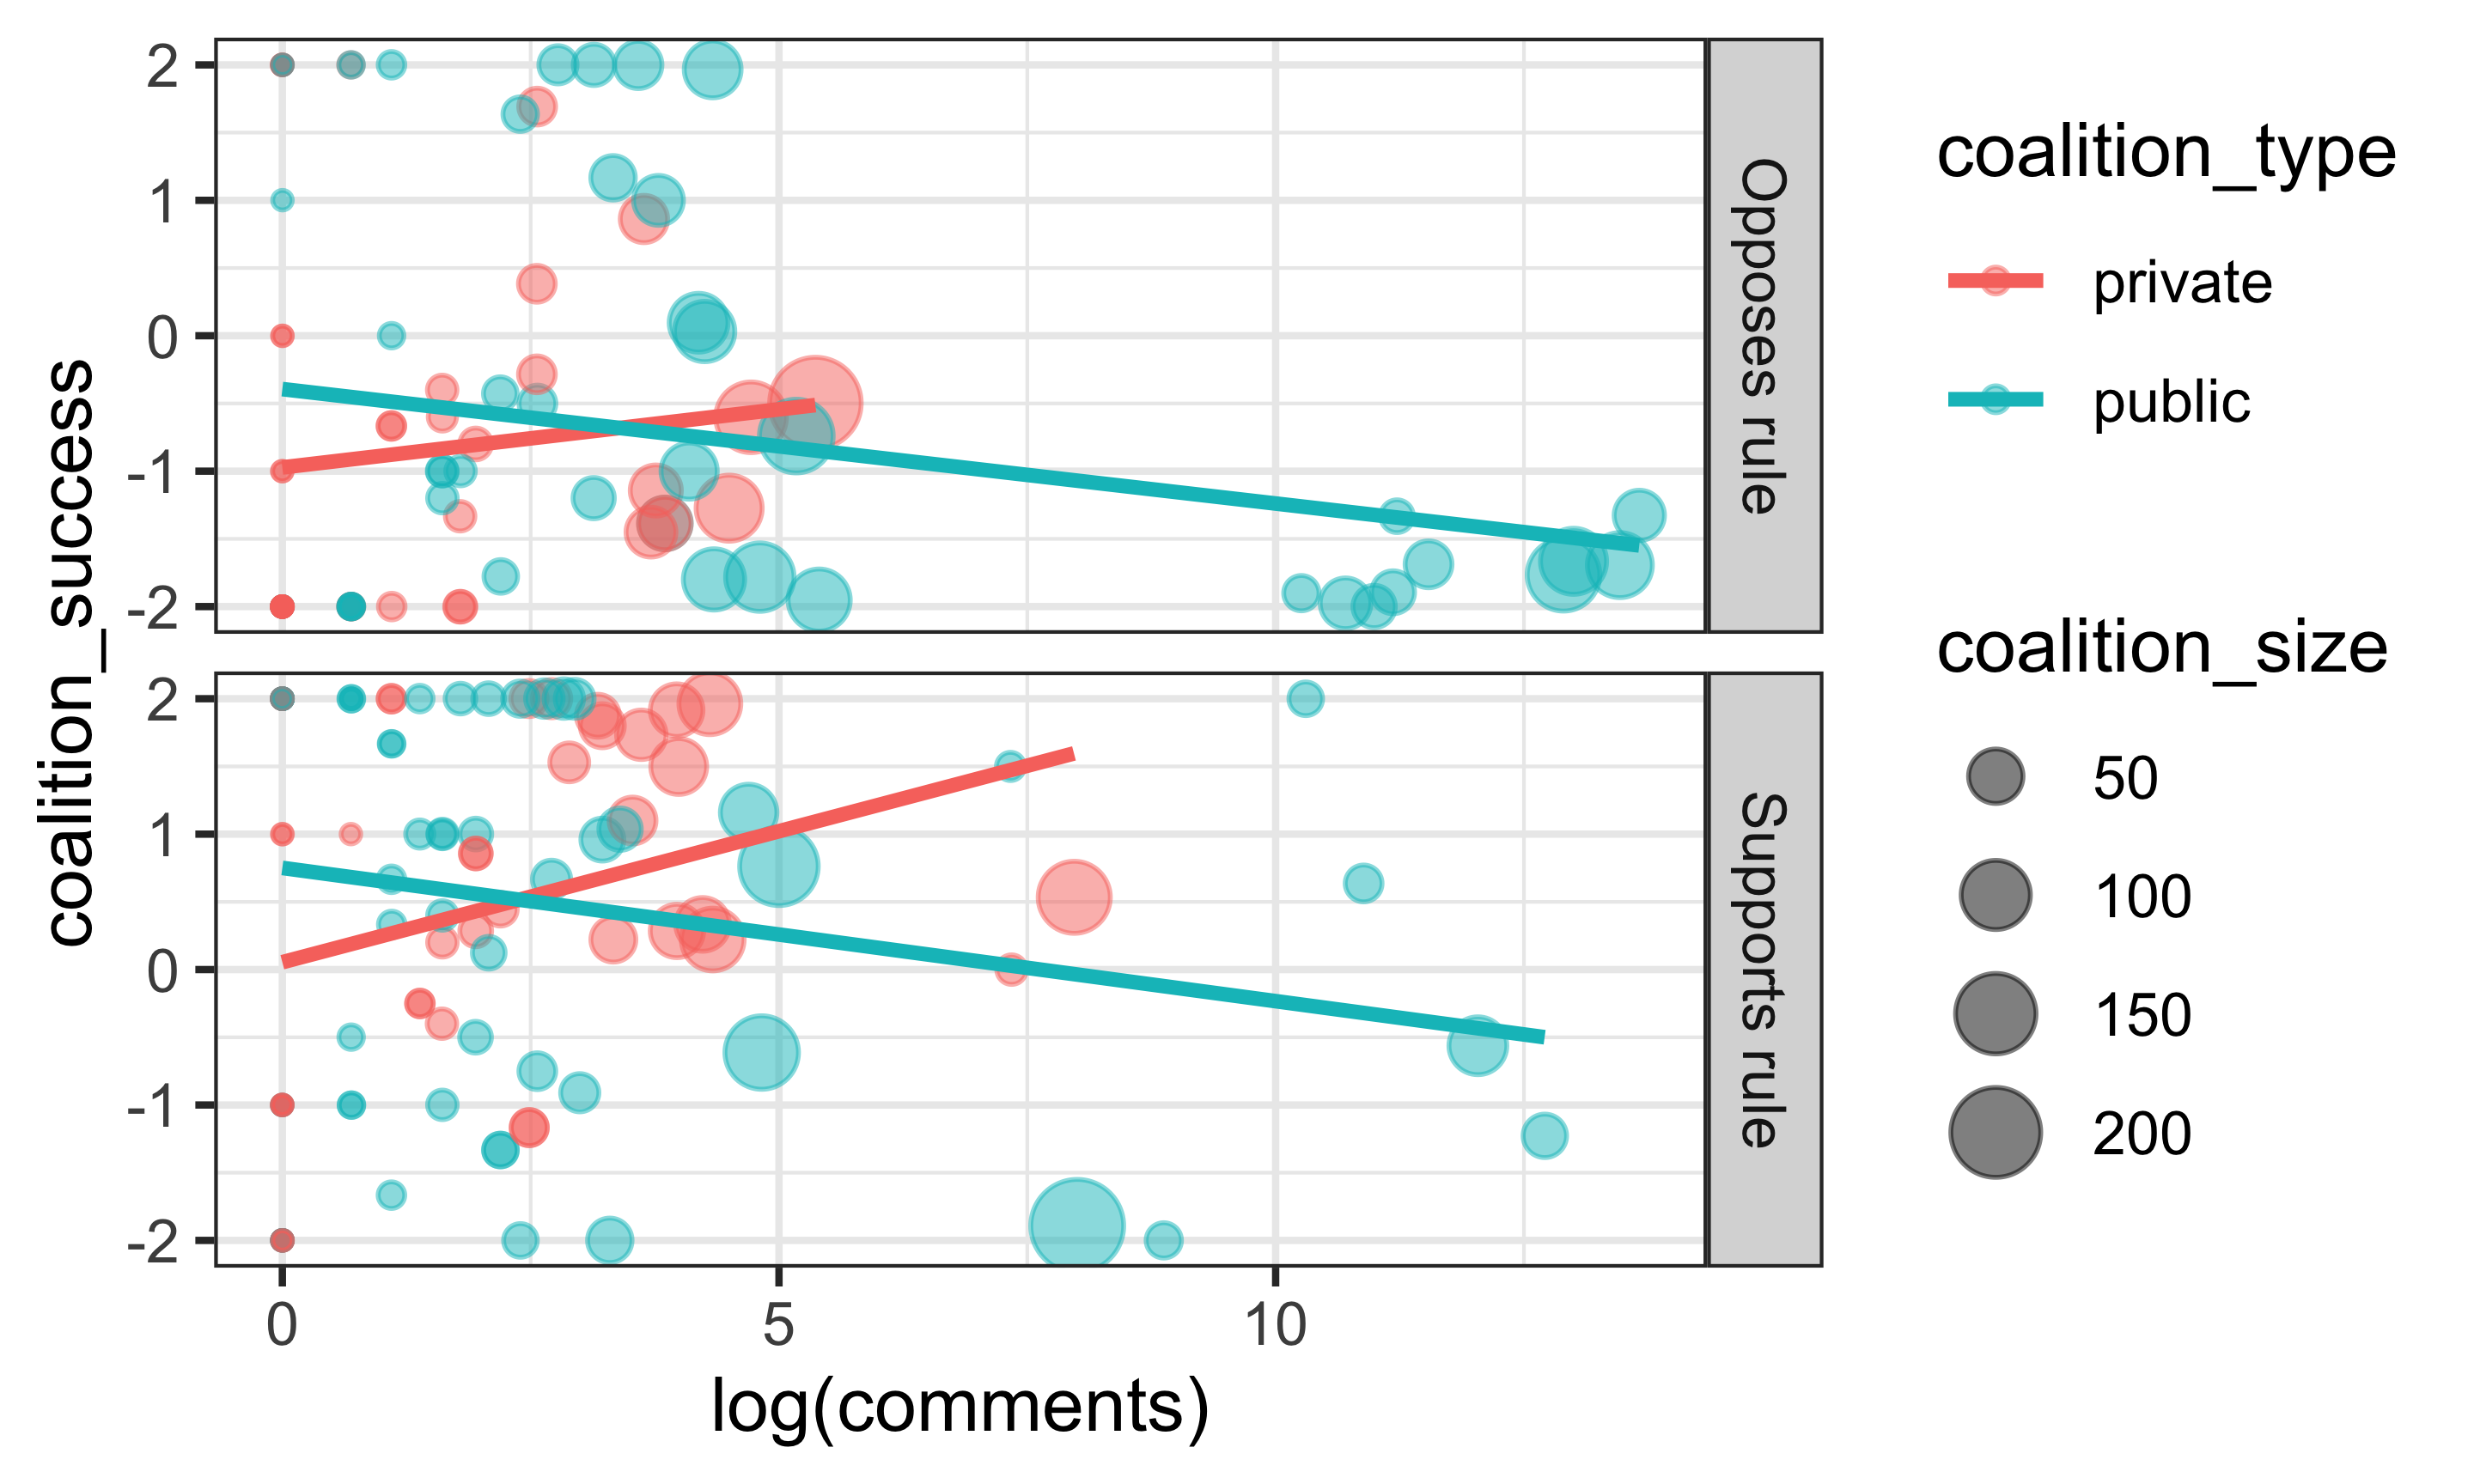 coalition_success
2
1
0
-1
-2
Opposes rule
2
1
0
-1
-2
Supports rule
0
5
10
log(comments)
coalition_type
private
public
coalition_size
50
100
150
200